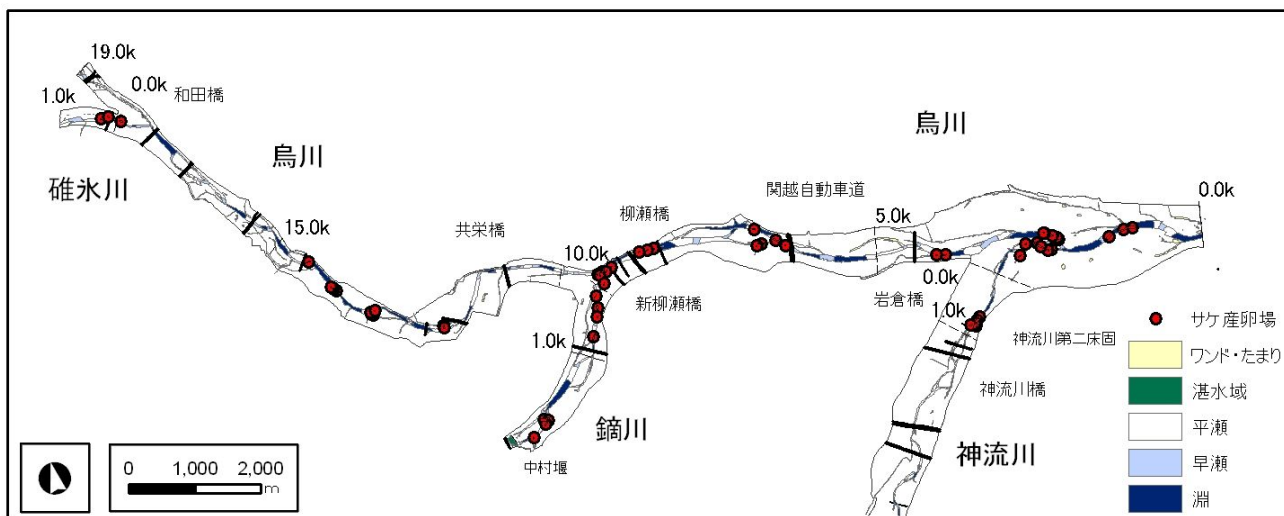 19.0k
0.0k
和田橋
1.0k
碓氷川
烏川
15.0k
共栄橋
柳瀬橋
10.0k
新柳瀬橋
1.0k
鏑川
中村堰
烏川
関越自動車道
5.0k
0.0k
0.0k
岩倉橋
1.0k
神流川第二床固
神流川橋
神流川
サケ産卵場
ワンド・たまり
湛水域
平瀬
早瀬
淵
0 1,000 2,000
m